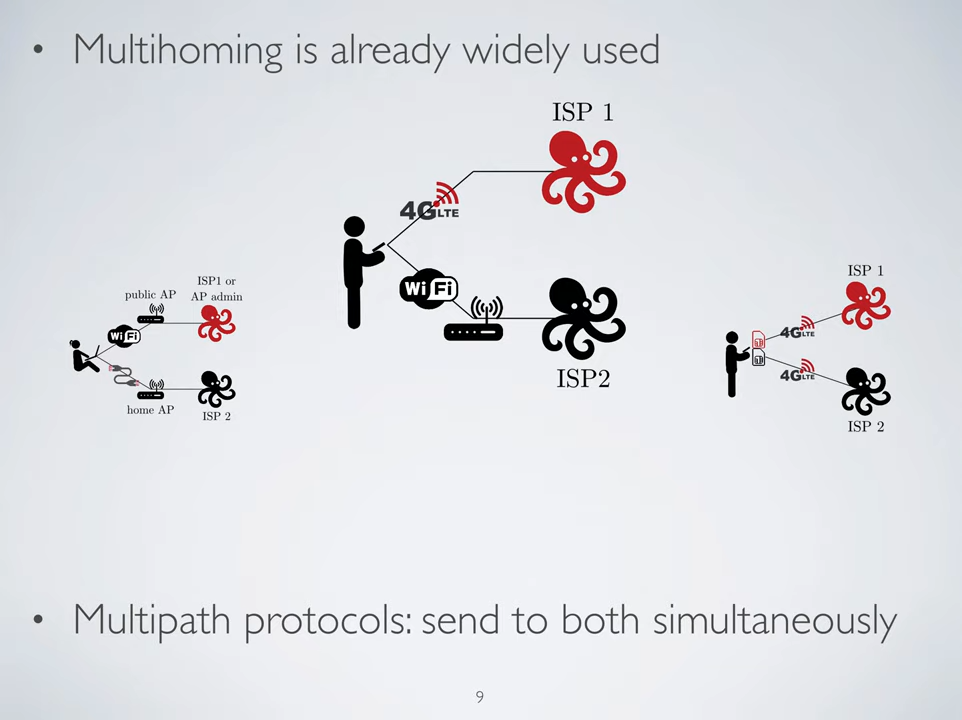 • Multihoming is already widely used
ISP 1
4G LTE
Wi Fi
ISP2
public AP
ISP1 or
AP admin
Wi Fi
home AP
ISP 2
ISP 1
4G LTE
4G LTE
ISP 2
• Multipath protocols: send to both simultaneously
9